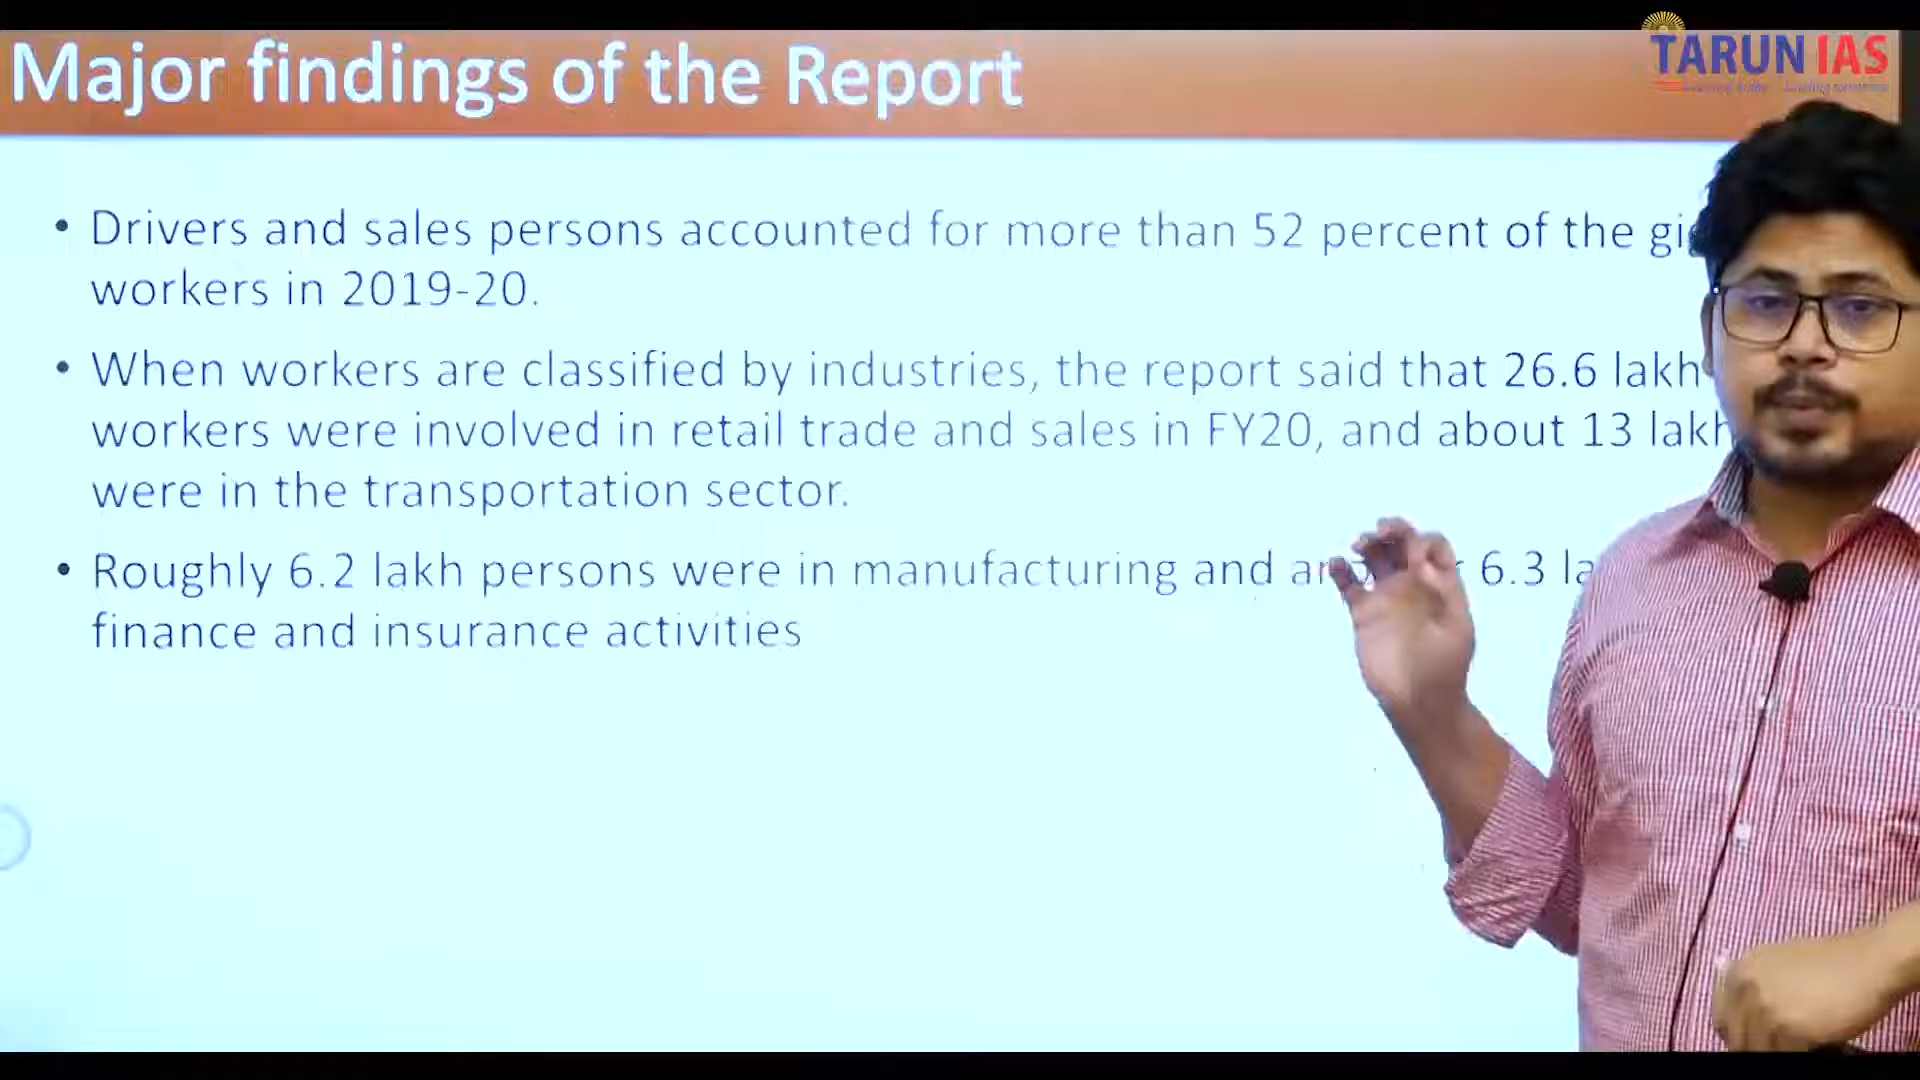 Major findings of the Report
TARUN IAS
• Drivers and sales persons accounted for more than 52 percent of the
workers in 2019-20.
• When workers are classified by industries, the report said that 26.6 lakh
workers were involved in retail trade and sales in FY20, and about 13 lakh
were in the transportation sector.
• Roughly 6.2 lakh persons were in manufacturing and 6.3
finance and insurance activities